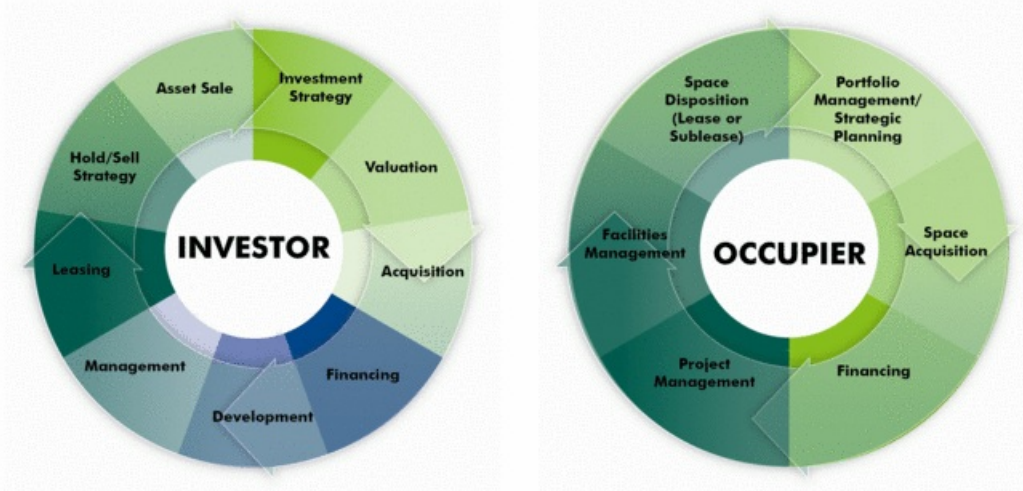 Asset Sale
Investment
Strategy
Valuation
Acquisition
Financing
Development
Management
Leasing
Hold/Sell
Strategy
INVESTOR
Space
Disposition
(Lease or
Sublease)
Portfolio
Management/
Strategic
Planning
Space
Acquisition
Financing
Project
Management
Facilities
Management
OCCUPIER